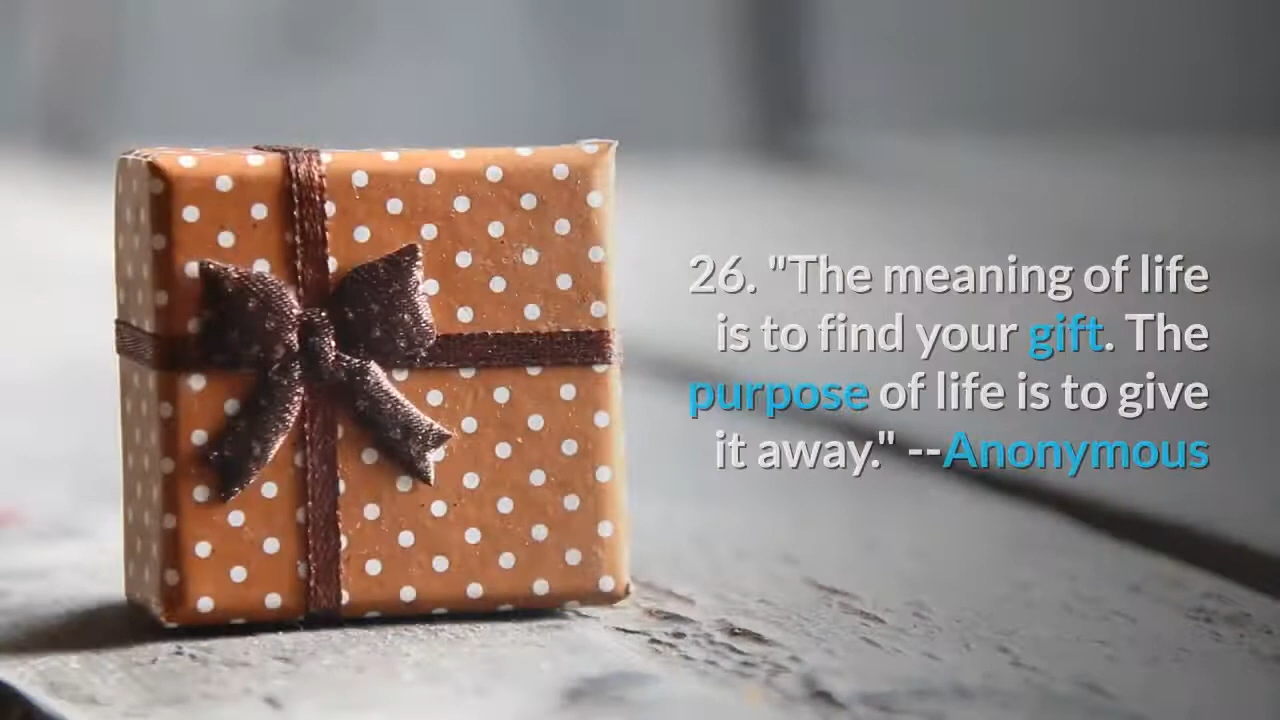 26. "The meaning of life
is to find your gift. The
purpose of life is to give
it away." --Anonymous